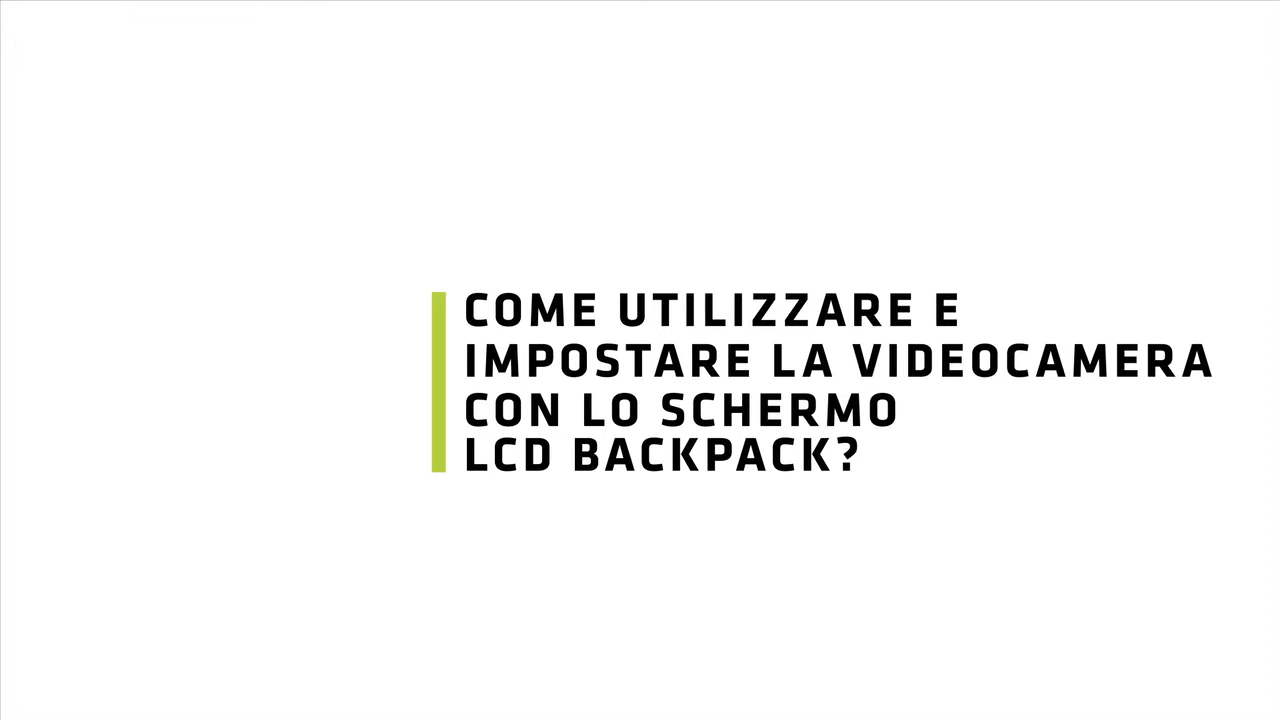 COME UTILIZZARE E
IMPOSTARE LA VIDEOCAMERA
CON LO SCHERMO
LCD BACKPACK?